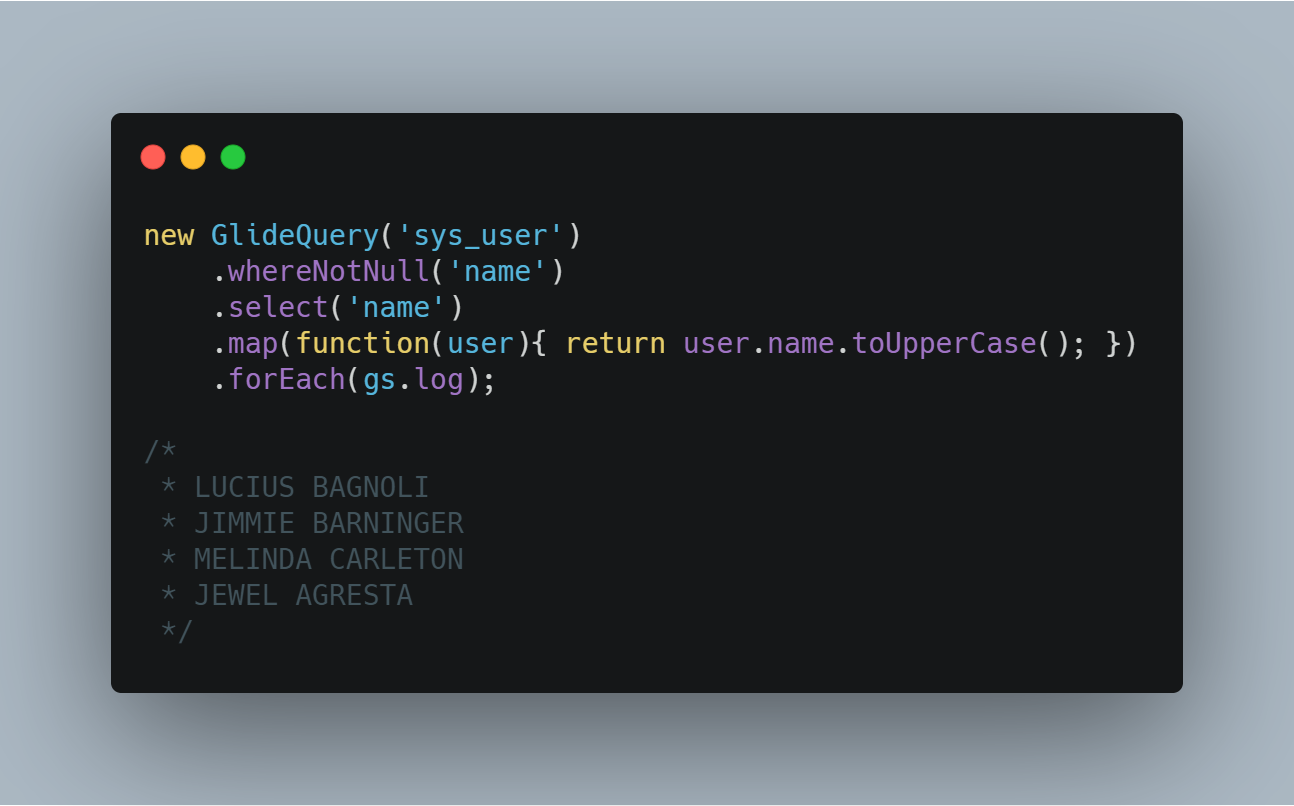 new GlideQuery('sys_user')
    .whereNotNull('name')
    .select('name')
    .map(function(user){ return user.name.toUpperCase(); })
    .forEach(gs.log);

/*
 * LUCIUS BAGNOLI
 * JIMMIE BARNINGER
 * MELINDA CARLETON
 * JEWEL AGRESTA
 */